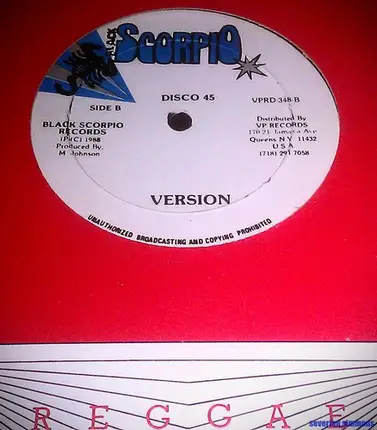 BLACK
SCORPIO
SIDE B
DISCO 45
VPRD 348-B
BLACK SCORPIO
RECORDS
(P)(C) 1988
Produced By.
M. Johnson
Distributed By
VP RECORDS
170-21 Jamaica Ave
Queens N.Y 11432
U S A
(718) 291 7058
VERSION
UNAUTHORIZED BROADCASTING AND COPYING PROHIBITED
REGGAE